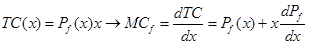 TC(x) = P_f(x)x → MC_f = dTC/dx = P_f(x) + x dP_f/dx